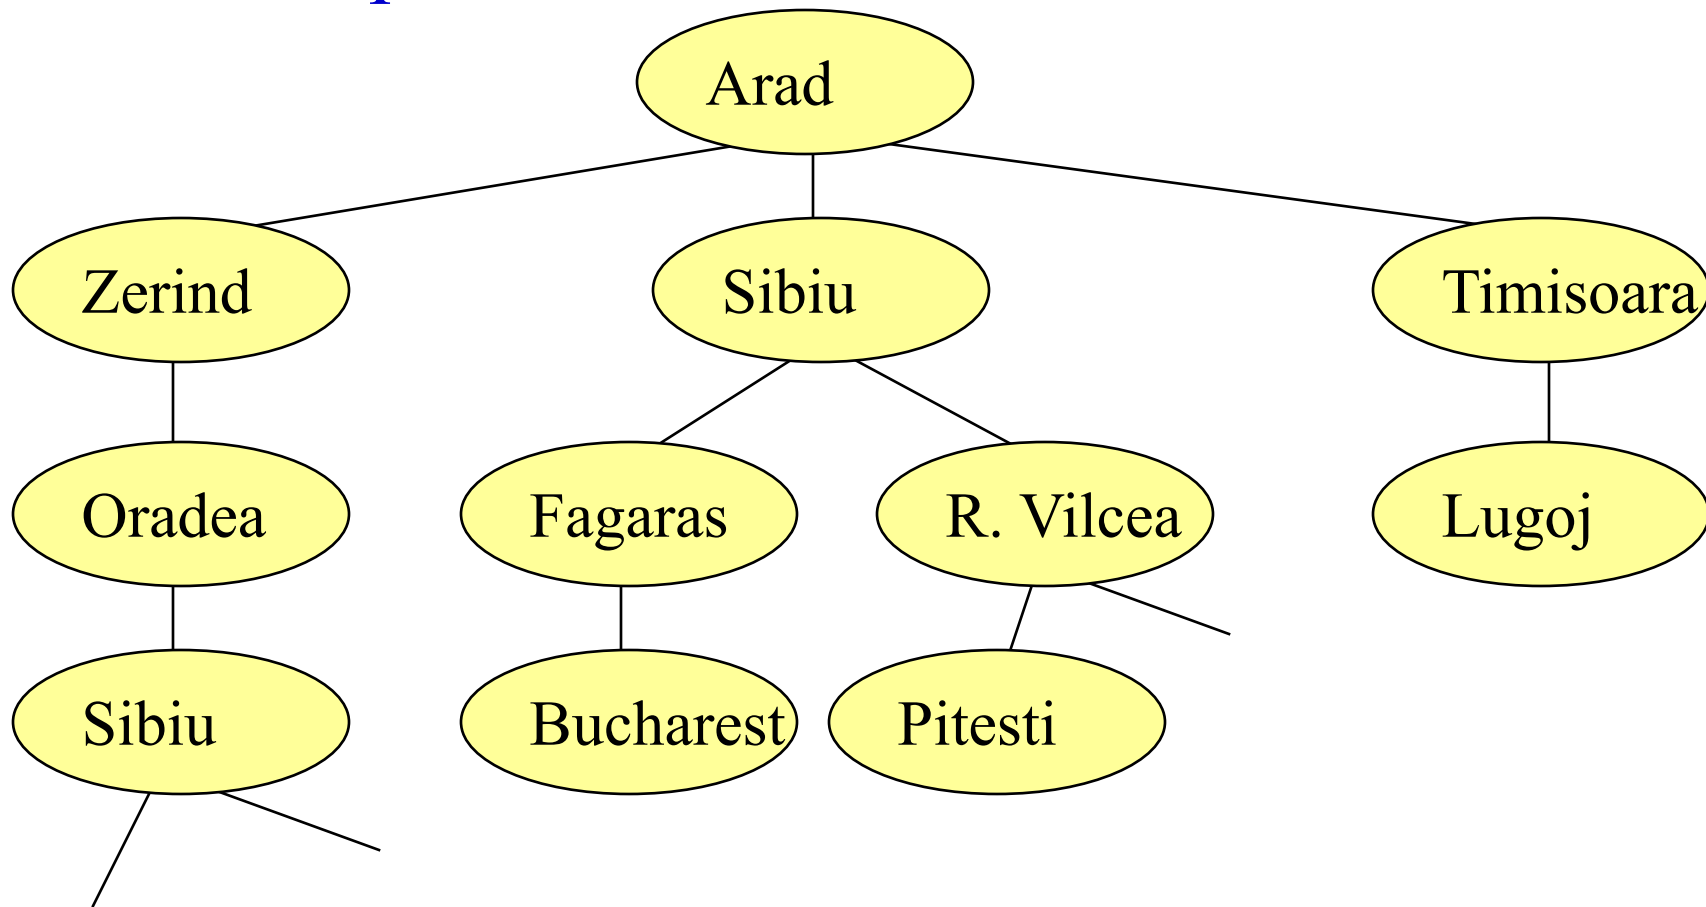 Arad
Zerind Sibiu Timisoara
Oradea Fagaras R. Vilcea Lugoj
Sibiu Bucharest Pitesti